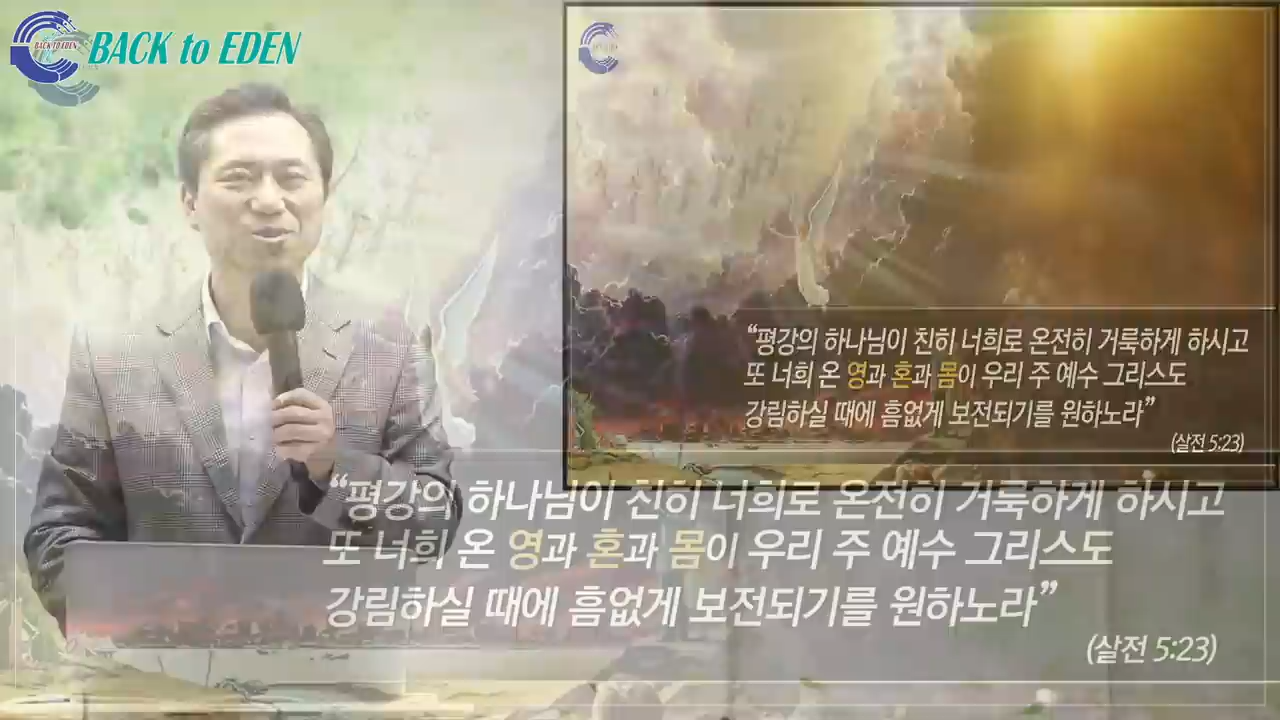 BACK to EDEN
BACK TO EDEN
“평강의 하나님이 친히 너희로 온전히 거룩하게 하시고
또 너희 온 영과 혼과 몸이 우리 주 예수 그리스도
강림하실 때에 흠없게 보전되기를 원하노라”
(살전 5:23)
“평강의 하나님이 친히 너희로 온전히 거룩하게 하시고
또 너희 온 영과 혼과 몸이 우리 주 예수 그리스도
강림하실 때에 흠없게 보전되기를 원하노라”
(살전 5:23)